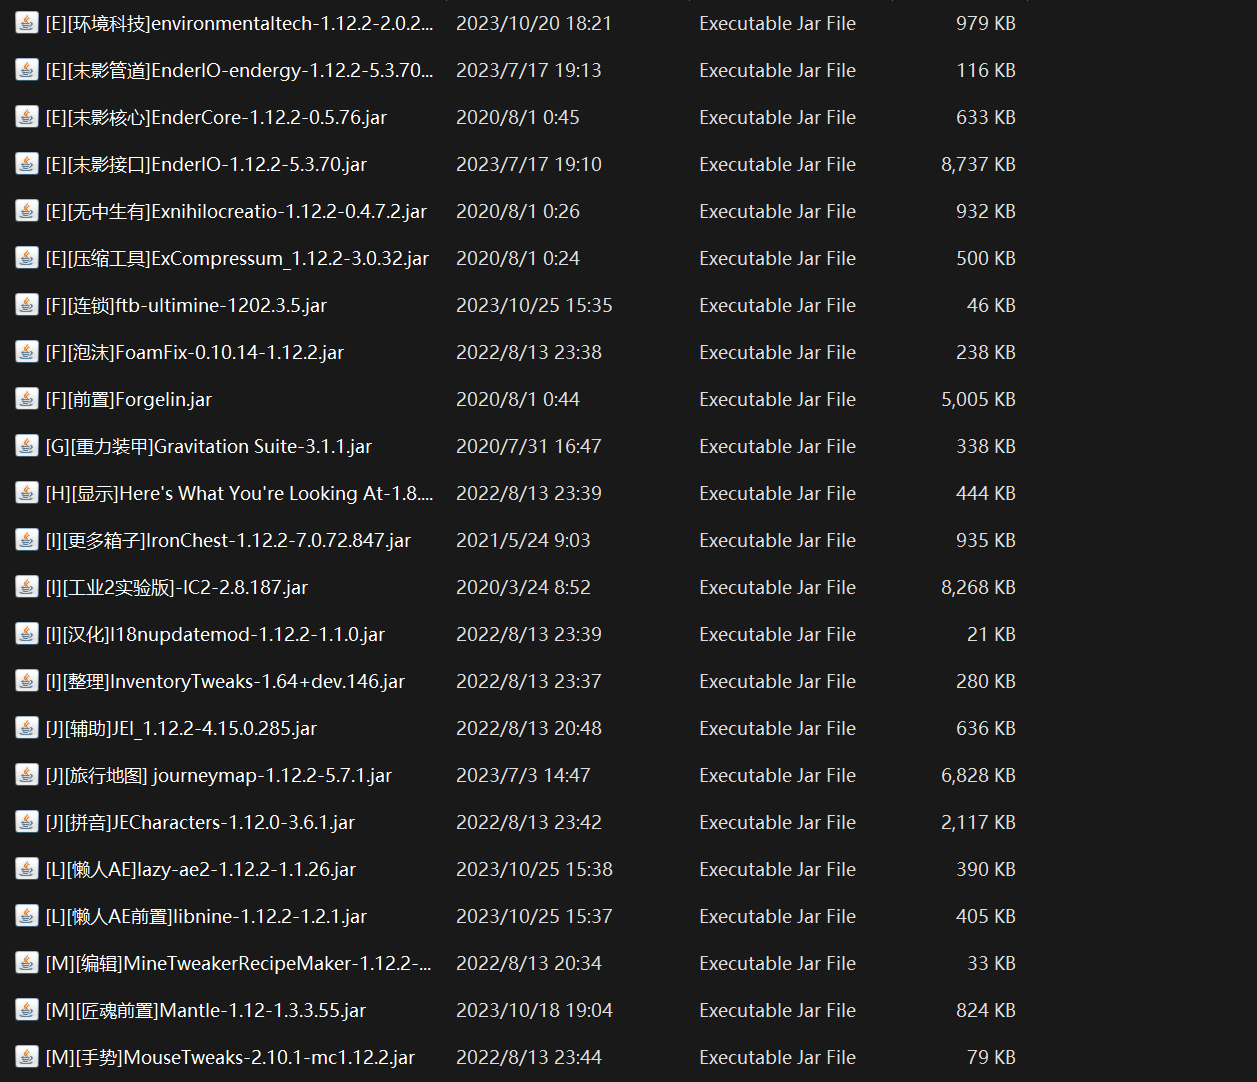 [E][环境科技]environmentaltech-1.12.2-2.0.2... 2023/10/20 18:21 Executable Jar File 979 KB
[E][末影管道]EnderIO-endergy-1.12.2-5.3.70... 2023/7/17 19:13 Executable Jar File 116 KB
[E][末影核心]EnderCore-1.12.2-0.5.76.jar 2020/8/1 0:45 Executable Jar File 633 KB
[E][末影接口]EnderIO-1.12.2-5.3.70.jar 2023/7/17 19:10 Executable Jar File 8,737 KB
[E][无中生有]Exnihilocreatio-1.12.2-0.4.7.2.jar 2020/8/1 0:26 Executable Jar File 932 KB
[E][压缩工具]ExCompressum_1.12.2-3.0.32.jar 2020/8/1 0:24 Executable Jar File 500 KB
[F][连锁]ftb-ultimine-1202.3.5.jar 2023/10/25 15:35 Executable Jar File 46 KB
[F][泡沫]FoamFix-0.10.14-1.12.2.jar 2022/8/13 23:38 Executable Jar File 238 KB
[F][前置]Forgelin.jar 2020/8/1 0:44 Executable Jar File 5,005 KB
[G][重力装甲]Gravitation Suite-3.1.1.jar 2020/7/31 16:47 Executable Jar File 338 KB
[H][显示]Here's What You're Looking At-1.8.... 2022/8/13 23:39 Executable Jar File 444 KB
[I][更多箱子]IronChest-1.12.2-7.0.72.847.jar 2021/5/24 9:03 Executable Jar File 935 KB
[I][工业2实验版]-IC2-2.8.187.jar 2020/3/24 8:52 Executable Jar File 8,268 KB
[I][汉化]I18nupdatemod-1.12.2-1.1.0.jar 2022/8/13 23:39 Executable Jar File 21 KB
[I][整理]InventoryTweaks-1.64+dev.146.jar 2022/8/13 23:37 Executable Jar File 280 KB
[J][辅助]JEI_1.12.2-4.15.0.285.jar 2022/8/13 20:48 Executable Jar File 636 KB
[J][旅行地图] journeymap-1.12.2-5.7.1.jar 2023/7/3 14:47 Executable Jar File 6,828 KB
[J][拼音]JECharacters-1.12.0-3.6.1.jar 2022/8/13 23:42 Executable Jar File 2,117 KB
[L][懒人AE]lazy-ae2-1.12.2-1.1.26.jar 2023/10/25 15:38 Executable Jar File 390 KB
[L][懒人AE前置]libnine-1.12.2-1.2.1.jar 2023/10/25 15:37 Executable Jar File 405 KB
[M][编辑]MineTweakerRecipeMaker-1.12.2-... 2022/8/13 20:34 Executable Jar File 33 KB
[M][匠魂前置]Mantle-1.12-1.3.3.55.jar 2023/10/18 19:04 Executable Jar File 824 KB
[M][手势]MouseTweaks-2.10.1-mc1.12.2.jar 2022/8/13 23:44 Executable Jar File 79 KB